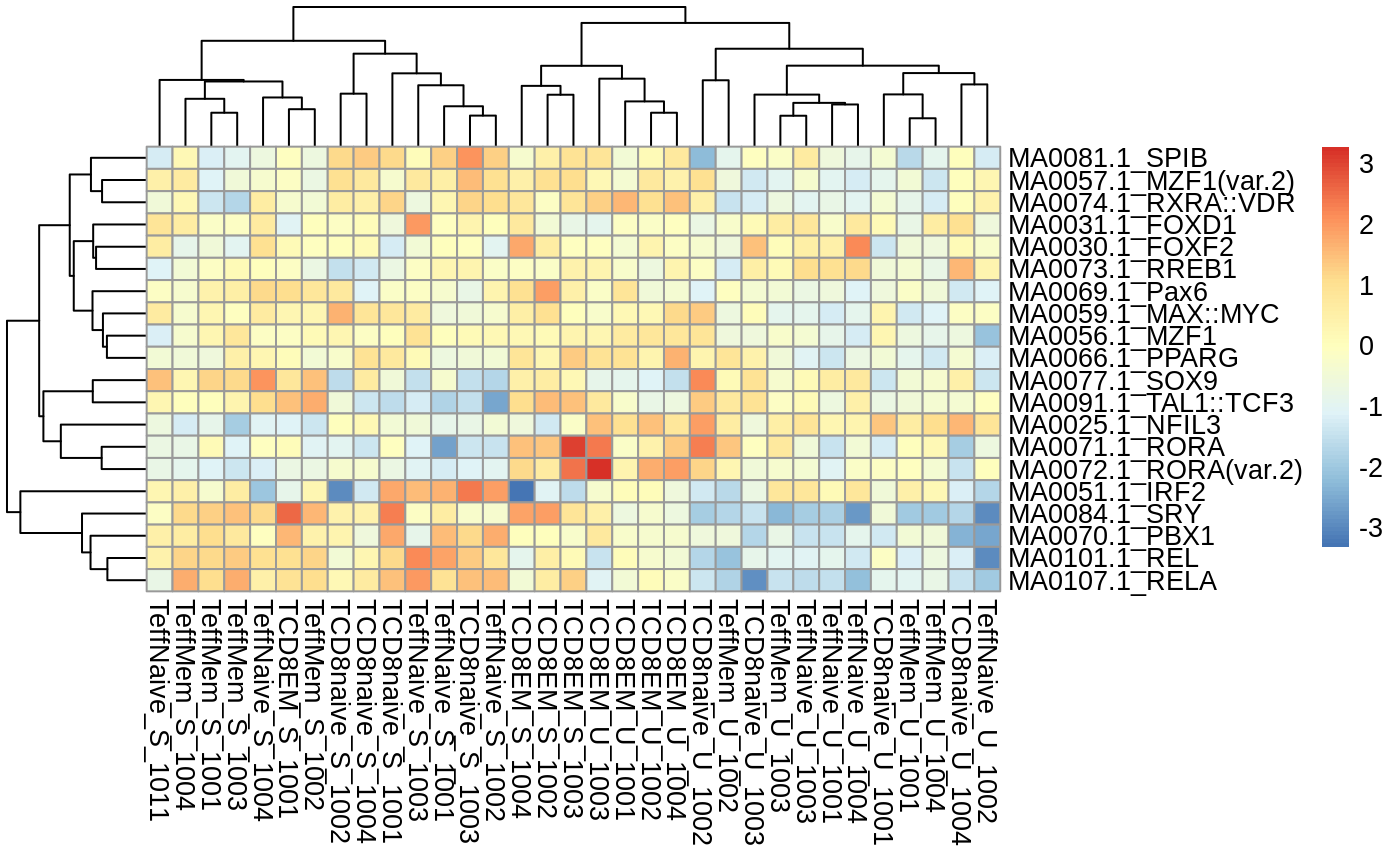 MA0081.1_SPIB
MA0057.1_MZF1(var.2)
MA0074.1_RXRA::VDR
MA0031.1_FOXD1
MA0030.1_FOXF2
MA0073.1_RREB1
MA0069.1_Pax6
MA0059.1_MAX::MYC
MA0056.1_MZF1
MA0066.1_PPARG
MA0077.1_SOX9
MA0091.1_TAL1::TCF3
MA0025.1_NFIL3
MA0071.1_RORA
MA0072.1_RORA(var.2)
MA0051.1_IRF2
MA0084.1_SRY
MA0070.1_PBX1
MA0101.1_REL
MA0107.1_RELA
3
2
1
0
-1
-2
-3
TeffNaive_S_1011
TeffMem_S_1004
TeffMem_S_1001
TeffMem_S_1003
TeffNaive_S_1004
TCD8EM_S_1001
TeffMem_S_1002
TCD8naive_S_1002
TCD8naive_S_1004
TCD8naive_S_1001
TeffNaive_S_1003
TeffNaive_S_1001
TCD8naive_S_1003
TeffNaive_S_1002
TCD8EM_S_1004
TCD8EM_S_1002
TCD8EM_S_1003
TCD8EM_U_1003
TCD8EM_U_1001
TCD8EM_U_1002
TCD8EM_U_1004
TCD8naive_U_1002
TeffMem_U_1002
TCD8naive_U_1003
TeffMem_U_1003
TeffNaive_U_1003
TeffNaive_U_1001
TeffNaive_U_1004
TCD8naive_U_1001
TeffMem_U_1001
TeffMem_U_1004
TCD8naive_U_1004
TeffNaive_U_1002